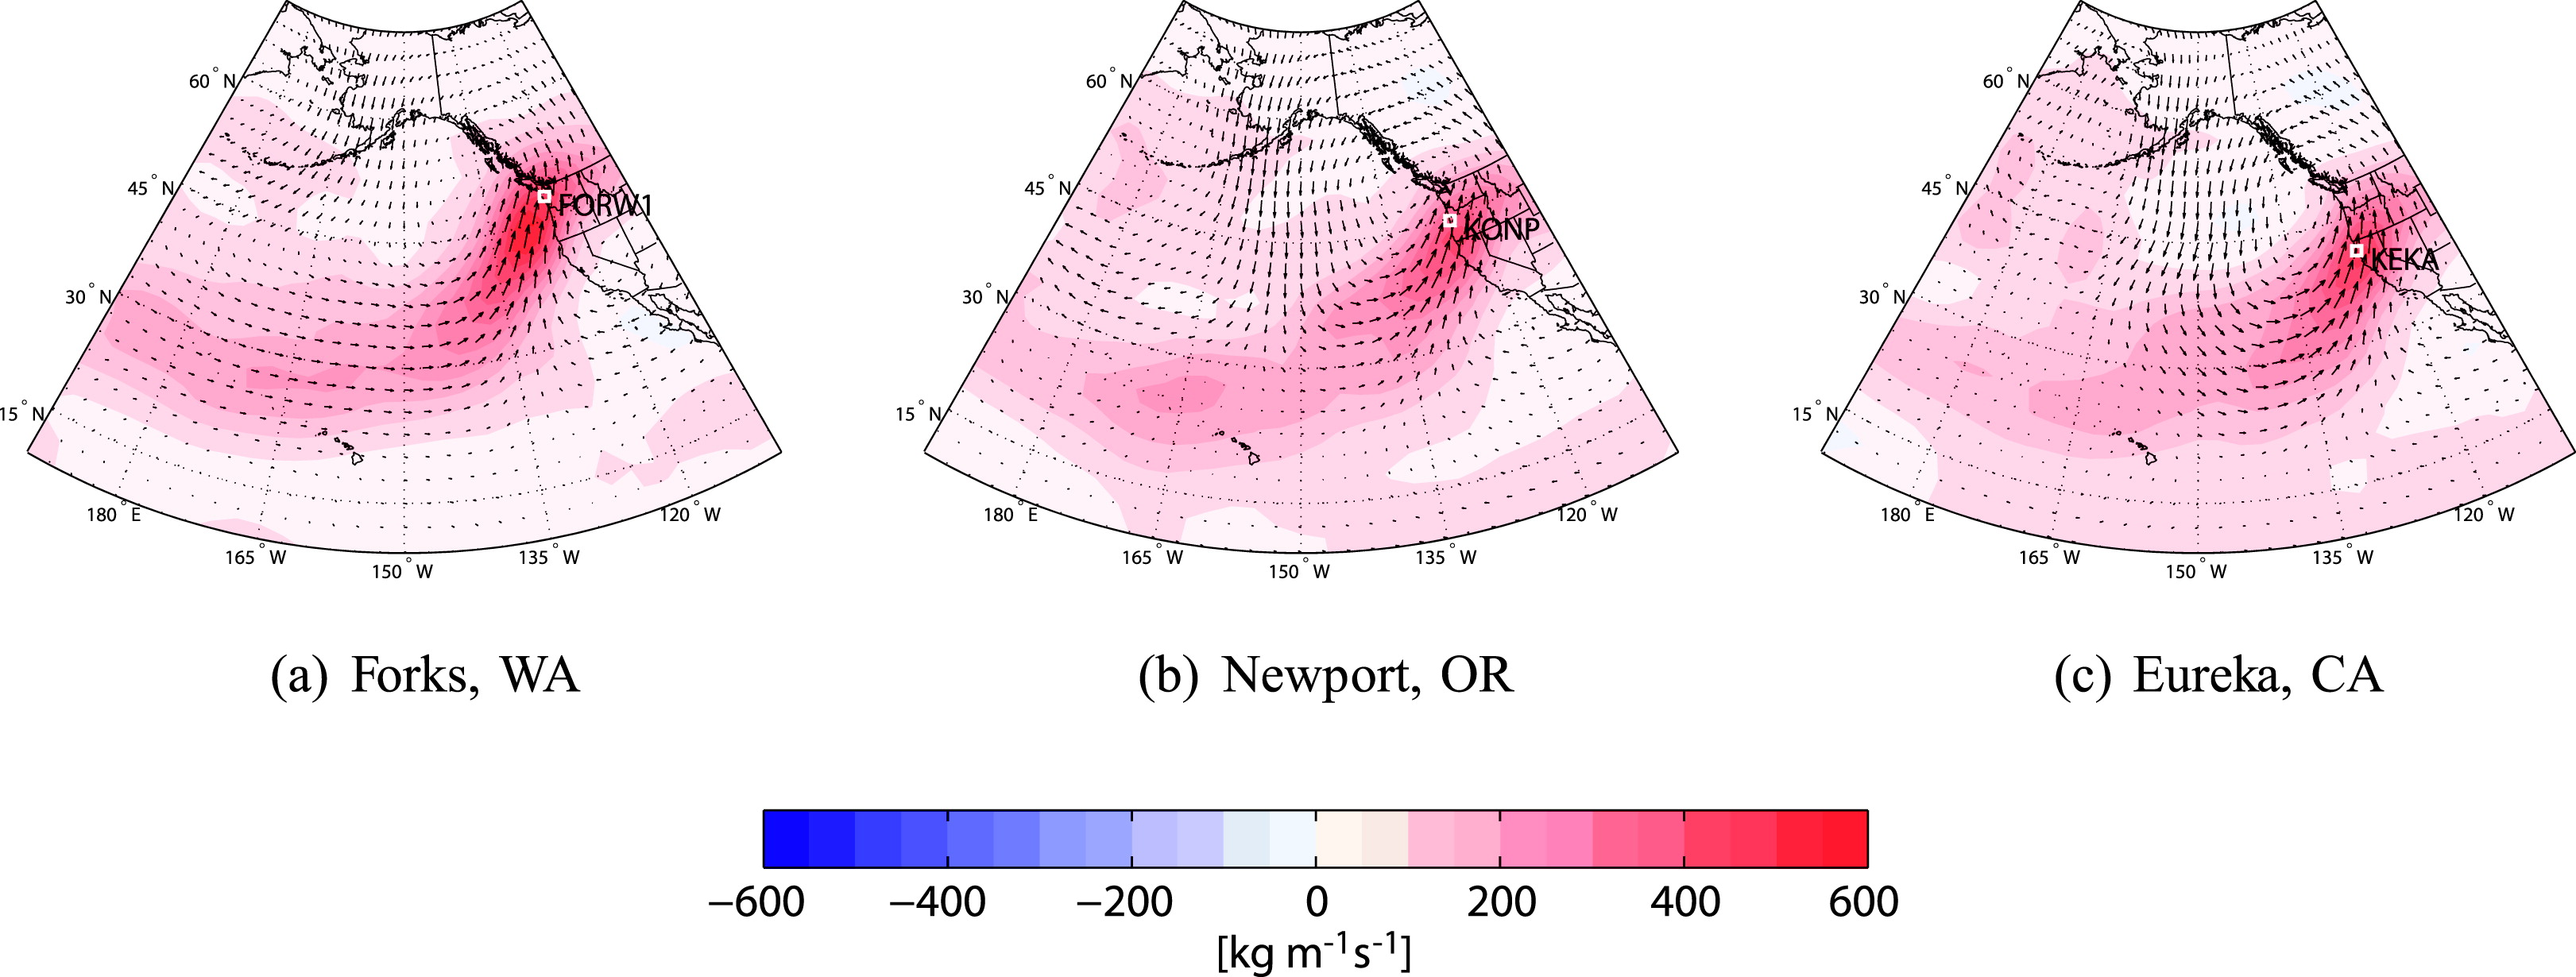 60° N
45° N
30° N
15° N
180° E
165° W
150° W
135° W
120° W
FORW1
(a) Forks, WA
60° N
45° N
30° N
15° N
180° E
165° W
150° W
135° W
120° W
KONP
(b) Newport, OR
60° N
45° N
30° N
15° N
180° E
165° W
150° W
135° W
120° W
KEKA
(c) Eureka, CA
−600 −400 −200 0 200 400 600
[kg m-1s-1]